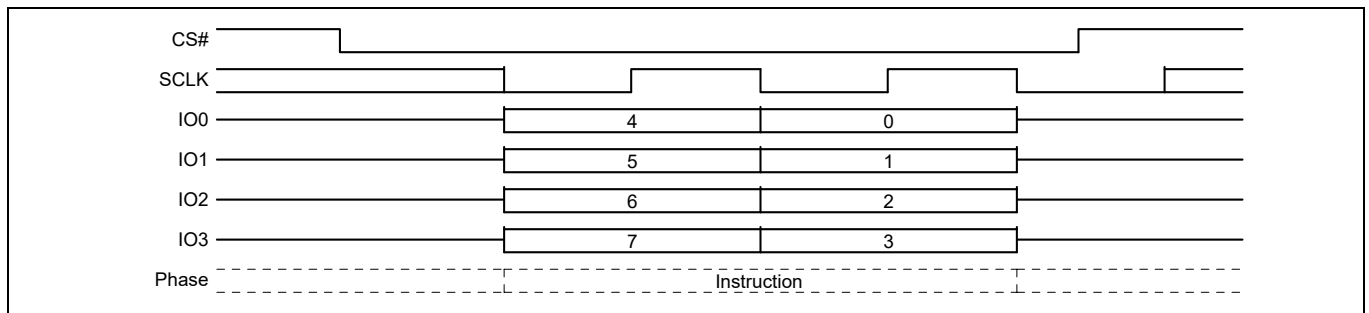 CS#
SCLK
IO0 4 0
IO1 5 1
IO2 6 2
IO3 7 3
Phase Instruction